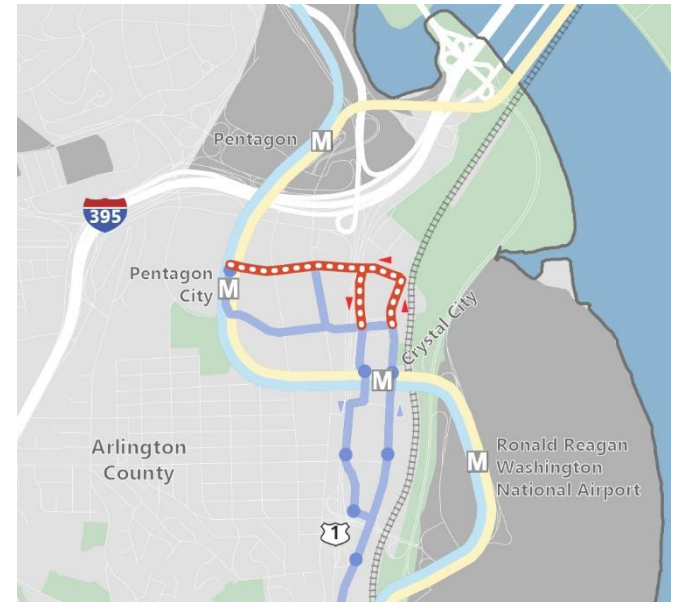 Pentagon M
395
Pentagon
City M
Crystal City
M
Arlington
County
M Ronald Reagan
Washington
National Airport
1